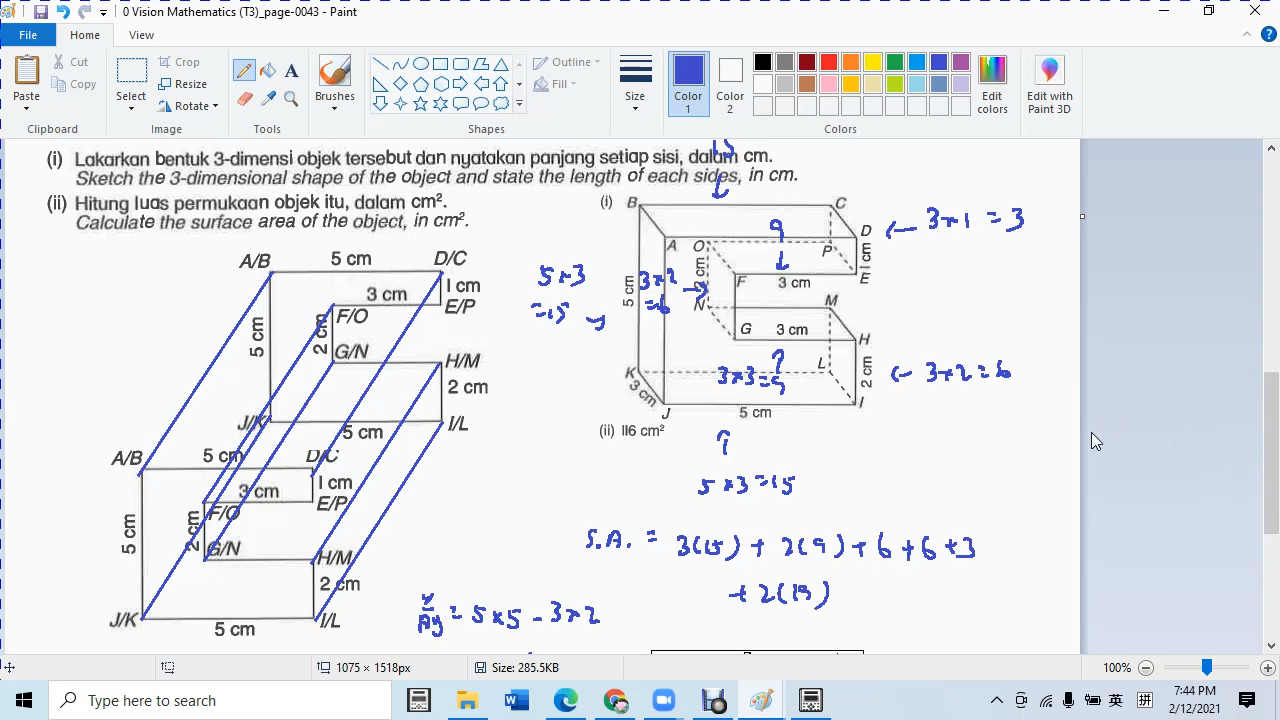 0 Vision Mathematics (T3)_page-0043 - Paint
File
Home
View
Paste
Cut
Copy
Clipboard
Select
Crop
Resize
Rotate
Image
Tools
Brushes
Shapes
Outline
Fill
Size
Color 1
Color 2
Edit colors
Colors
Edit with Paint 3D
(i) Lakarkan bentuk 3-dimensi objek tersebut dan nyatakan panjang setiap sisi, dalam cm.
Sketch the 3-dimensional shape of the object and state the length of each sides, in cm.
(ii) Hitung luas permukaan objek itu, dalam cm².
Calculate the surface area of the object, in cm².
A/B 5 cm D/C
1 cm
3 cm
E/P
F/O
5 cm
2 cm
G/N
H/M
2 cm
J/K
5 cm
I/L
A/B 5 cm D/C
1 cm
3 cm
E/P
F/O
5 cm
2 cm
G/N
H/M
2 cm
J/K
5 cm
I/L
(i)
15
B C
9
D ← 3×1 = 3
A O P
1 cm
E
5×3
=15
5 cm
3×2
=6
2 cm
F
3 cm
N M
G 3 cm H
K
3×3=9
L
2 cm
← 3×2=6
3 cm
J 5 cm I
(ii) 116 cm²
5×3=15
S.A. = 3(15) + 2(9) + 6 + 6 + 3
+ 2(19)
= 5×5 - 3×2
1075 × 1518px
Size: 285.5KB
100%
Type here to search
ENG
拼
7:44 PM
2/12/2021